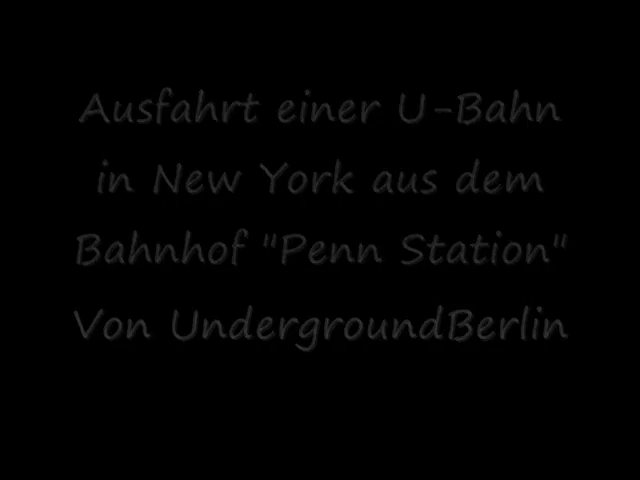 Ausfahrt einer U-Bahn
in New York aus dem
Bahnhof "Penn Station"
Von UndergroundBerlin